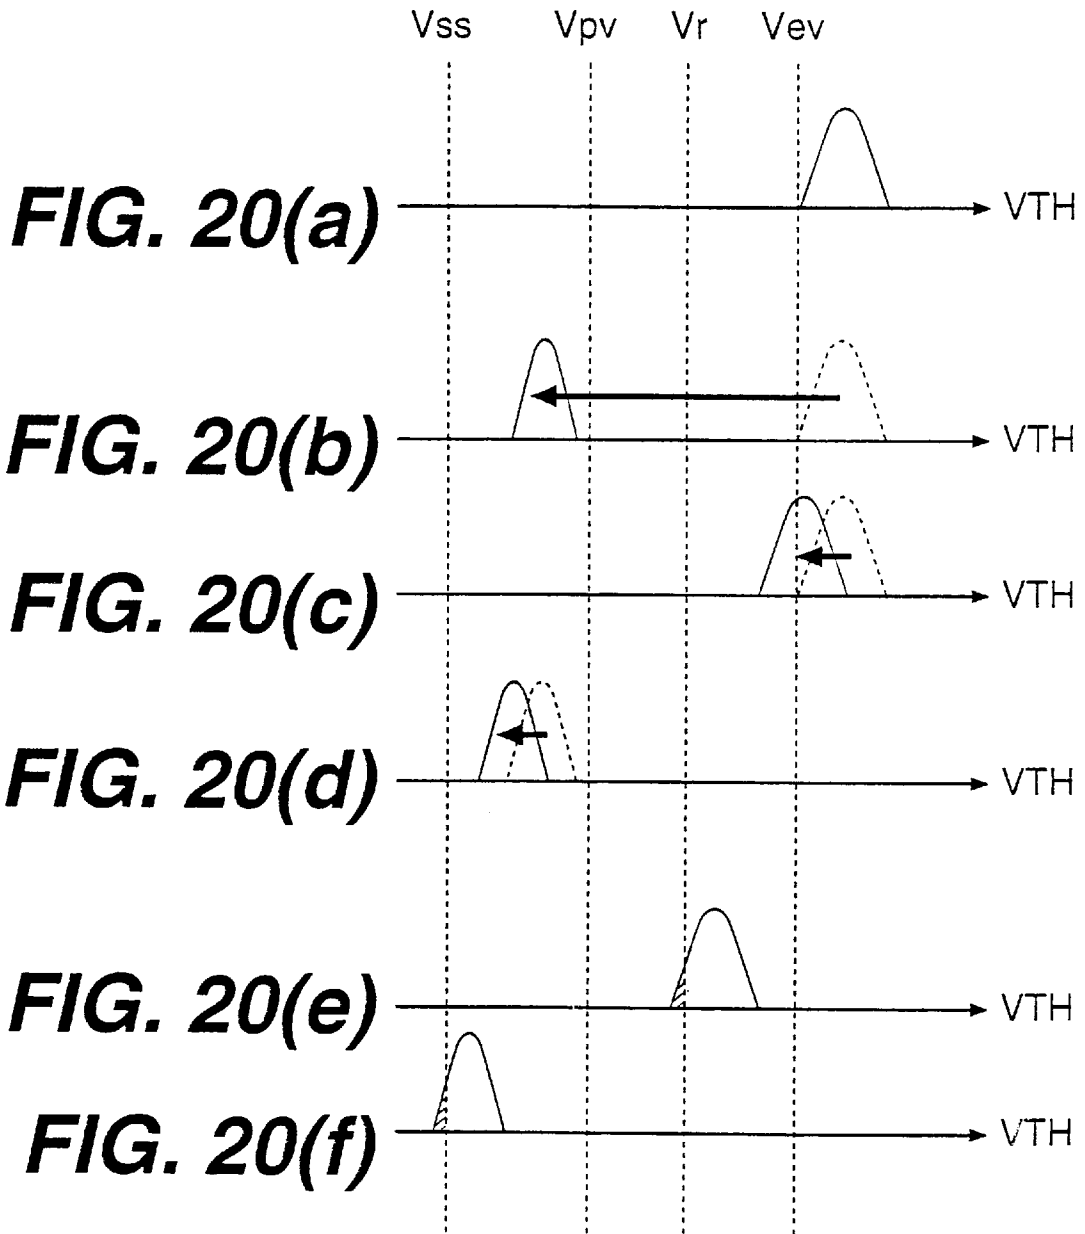 Vss Vpv Vr Vev
FIG. 20(a) VTH
FIG. 20(b) VTH
FIG. 20(c) VTH
FIG. 20(d) VTH
FIG. 20(e) VTH
FIG. 20(f) VTH